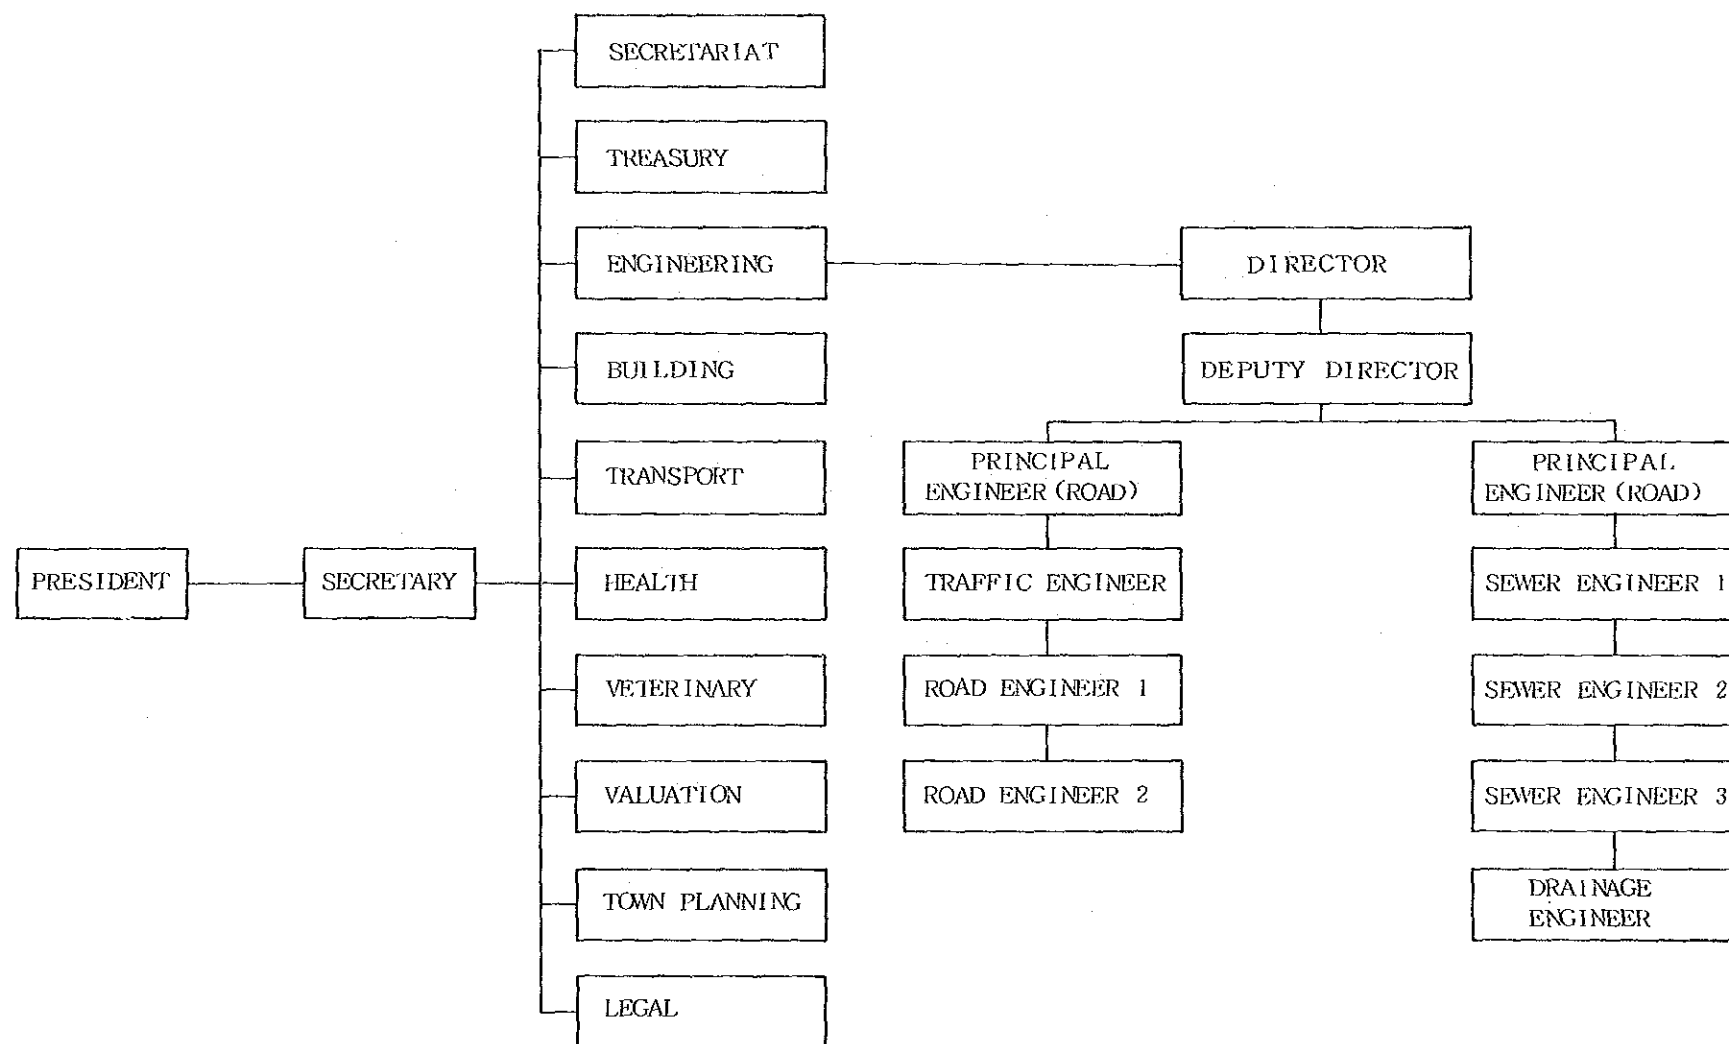 PRESIDENT
SECRETARY
SECRETARIAT
TREASURY
ENGINEERING
BUILDING
TRANSPORT
HEALTH
VETERINARY
VALUATION
TOWN PLANNING
LEGAL
DIRECTOR
DEPUTY DIRECTOR
PRINCIPAL
ENGINEER (ROAD)
TRAFFIC ENGINEER
ROAD ENGINEER 1
ROAD ENGINEER 2
PRINCIPAL
ENGINEER (ROAD)
SEWER ENGINEER 1
SEWER ENGINEER 2
SEWER ENGINEER 3
DRAINAGE
ENGINEER